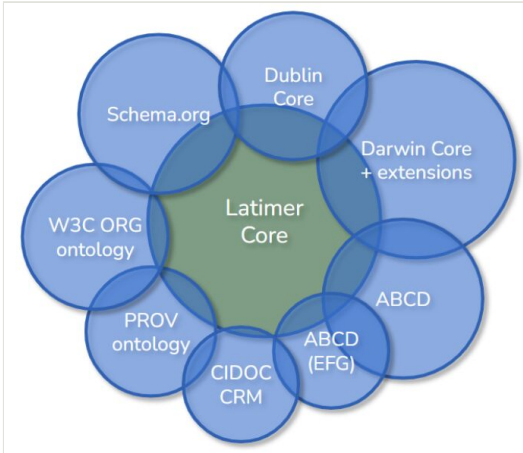 Dublin
Core
Schema.org
Darwin Core
+ extensions
Latimer
Core
W3C ORG
ontology
ABCD
PROV
ontology
ABCD
(EFG)
CIDOC
CRM